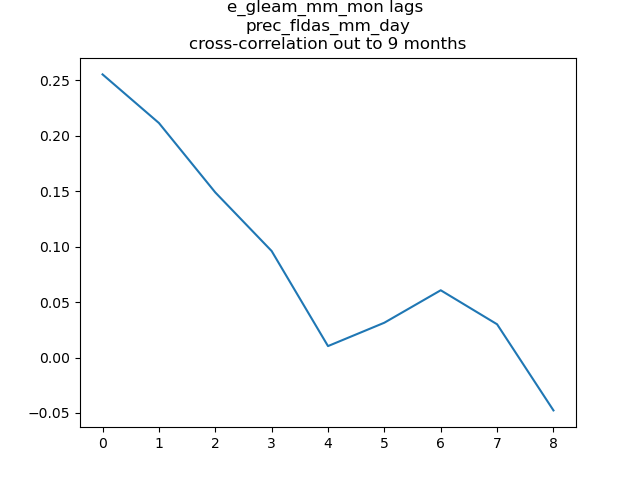 e_gleam_mm_mon lags
prec_fldas_mm_day
cross-correlation out to 9 months
0.25
0.20
0.15
0.10
0.05
0.00
−0.05
0 1 2 3 4 5 6 7 8